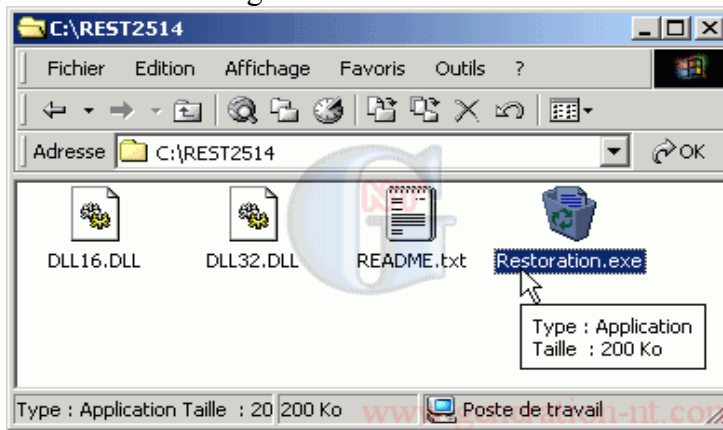 C:\REST2514
Fichier Edition Affichage Favoris Outils ?
Adresse C:\REST2514 OK
NT
G
DLL16.DLL DLL32.DLL README.txt Restoration.exe
Type : Application
Taille : 200 Ko
Type : Application Taille : 20 200 Ko Poste de travail
www.generation-nt.com